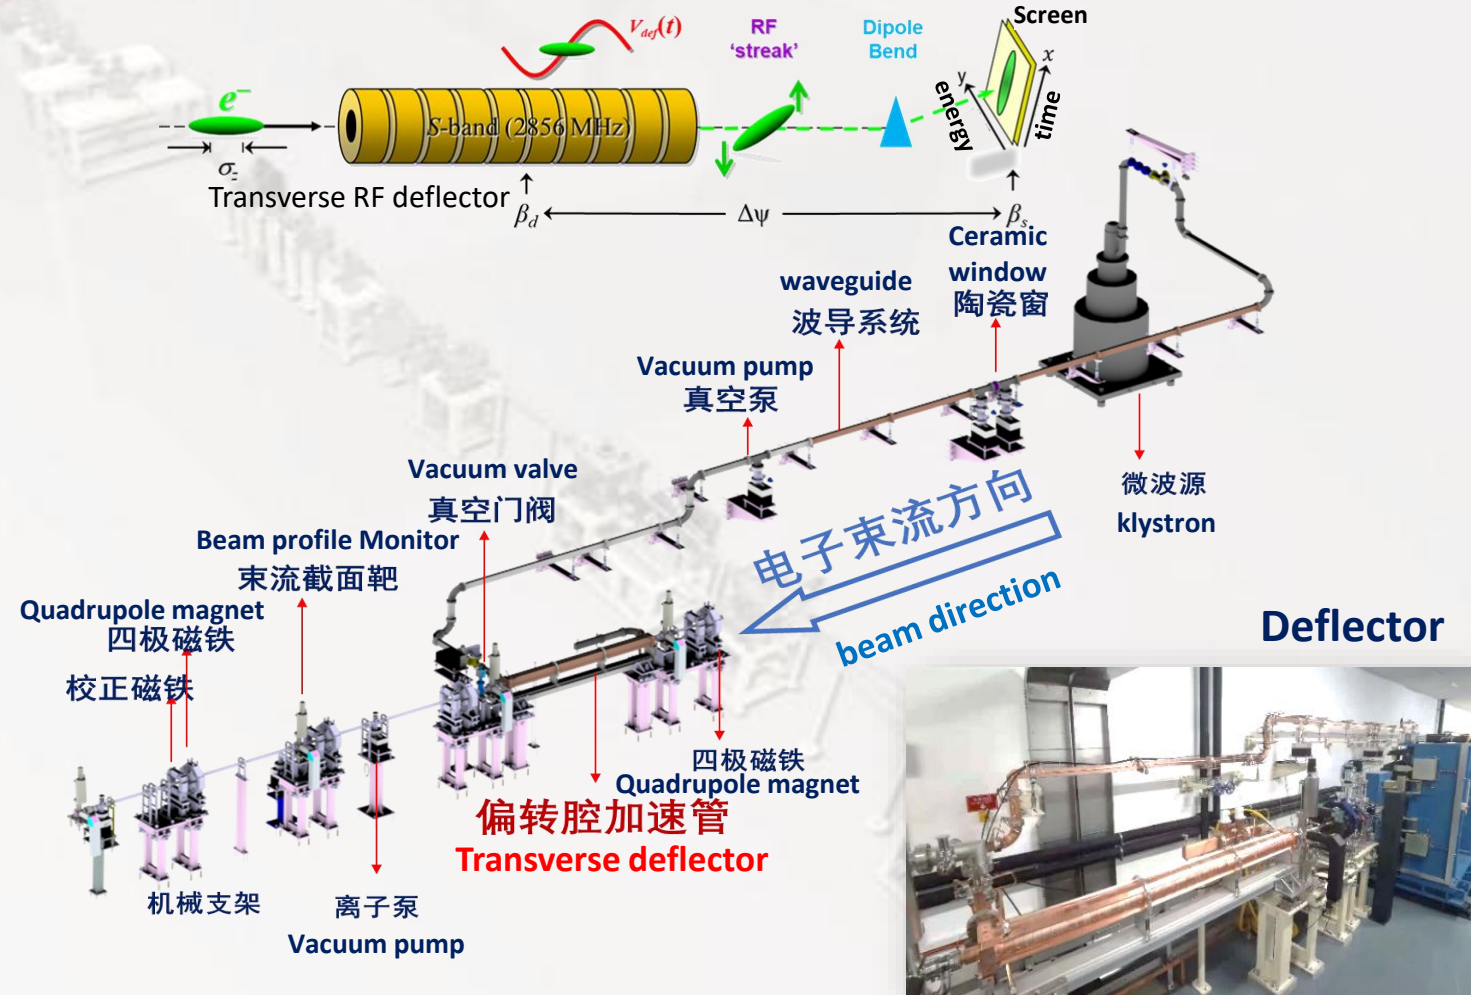 Screen
V_def(t)
RF
'streak'
Dipole
Bend
x
y
energy
time
e⁻
S-band (2856 MHz)
σ_z
Transverse RF deflector
β_d
Δψ
β_s
Ceramic
window
陶瓷窗
waveguide
波导系统
Vacuum pump
真空泵
Vacuum valve
真空门阀
微波源
klystron
电子束流方向
beam direction
Beam profile Monitor
束流截面靶
Quadrupole magnet
四极磁铁
校正磁铁
Deflector
四极磁铁
Quadrupole magnet
偏转腔加速管
Transverse deflector
机械支架
离子泵
Vacuum pump